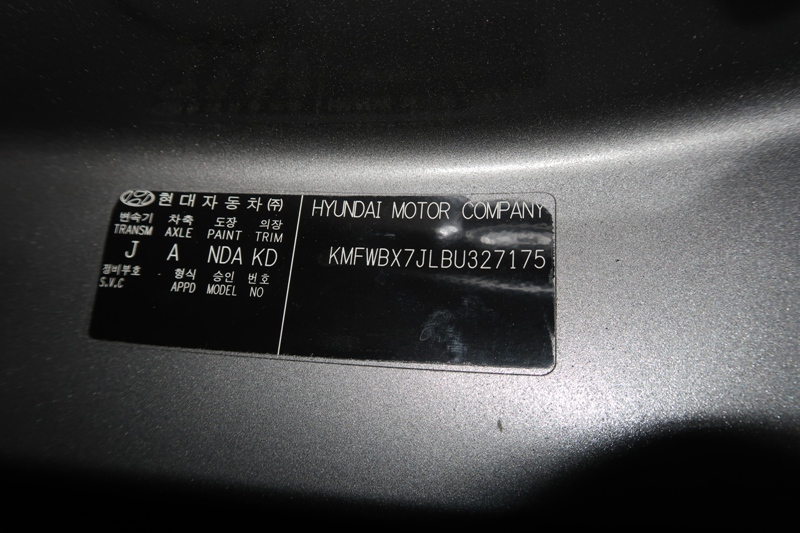 현대자동차㈜
변속기 차축 도장 의장
TRANSM AXLE PAINT TRIM
J A NDA KD
정비부호 형식 승인 번호
S.V.C APPD MODEL NO
HYUNDAI MOTOR COMPANY
KMFWBX7JLBU327175